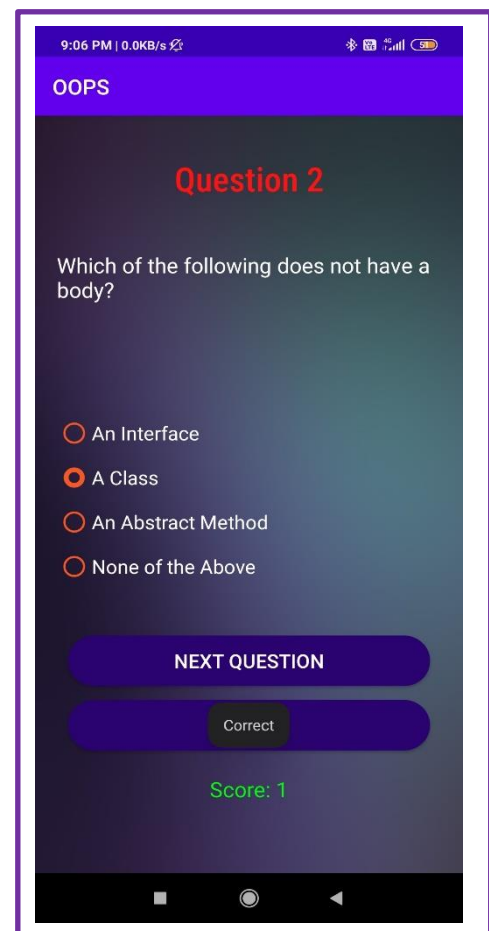 9:06 PM | 0.0KB/s
4G
OOPS
Question 2
Which of the following does not have a
body?
An Interface
A Class
An Abstract Method
None of the Above
NEXT QUESTION
Correct
Score: 1